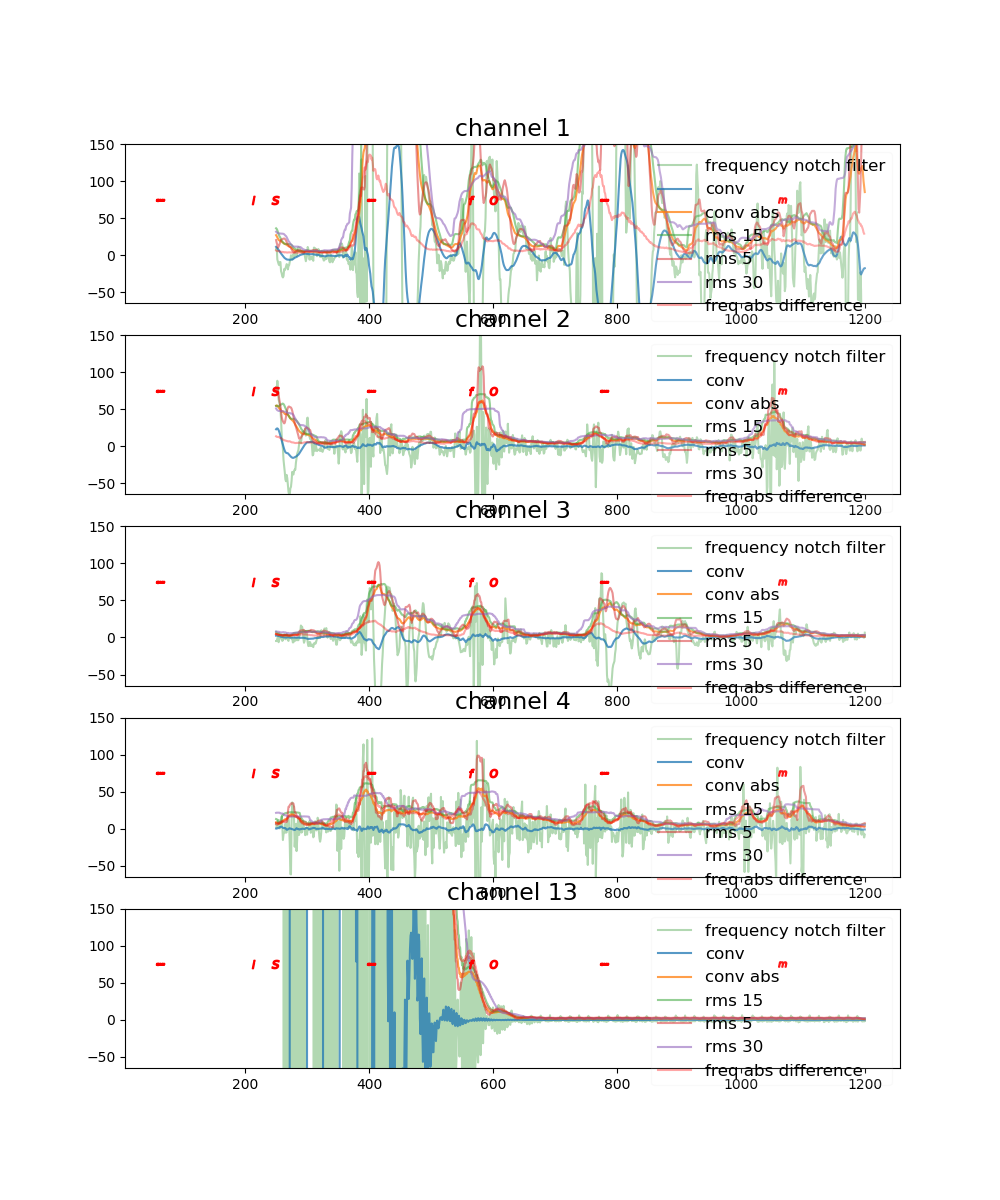 channel 1
150
100
50
0
−50
- l s - f o - m
frequency notch filter
conv
conv abs
rms 15
rms 5
rms 30
freq abs difference
200 400 600 800 1000 1200
channel 2
150
100
50
0
−50
- l s - f o - m
frequency notch filter
conv
conv abs
rms 15
rms 5
rms 30
freq abs difference
200 400 600 800 1000 1200
channel 3
150
100
50
0
−50
- l s - f o - m
frequency notch filter
conv
conv abs
rms 15
rms 5
rms 30
freq abs difference
200 400 600 800 1000 1200
channel 4
150
100
50
0
−50
- l s - f o - m
frequency notch filter
conv
conv abs
rms 15
rms 5
rms 30
freq abs difference
200 400 600 800 1000 1200
channel 13
150
100
50
0
−50
- l s - f o - m
frequency notch filter
conv
conv abs
rms 15
rms 5
rms 30
freq abs difference
200 400 600 800 1000 1200